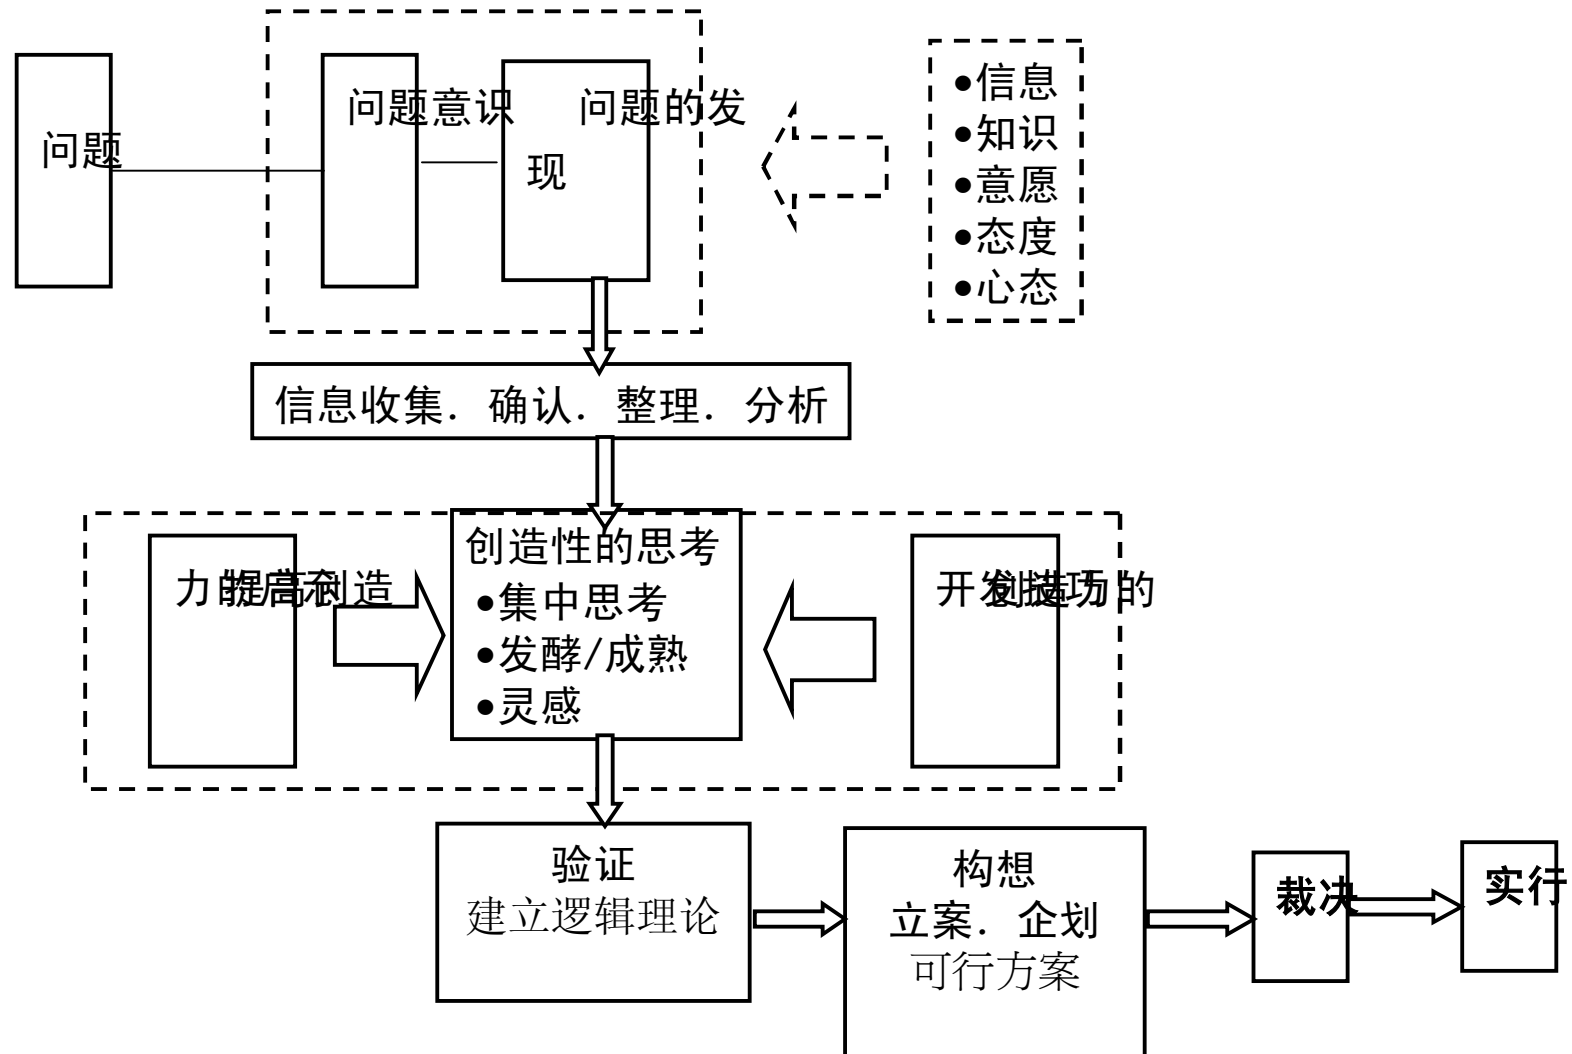 问题
问题意识
问题的发
现
●信息
●知识
●意愿
●态度
●心态
信息收集．确认．整理．分析
创造性的思考
●集中思考
●发酵/成熟
●灵感
验证
建立逻辑理论
构想
立案．企划
可行方案
裁决
实行